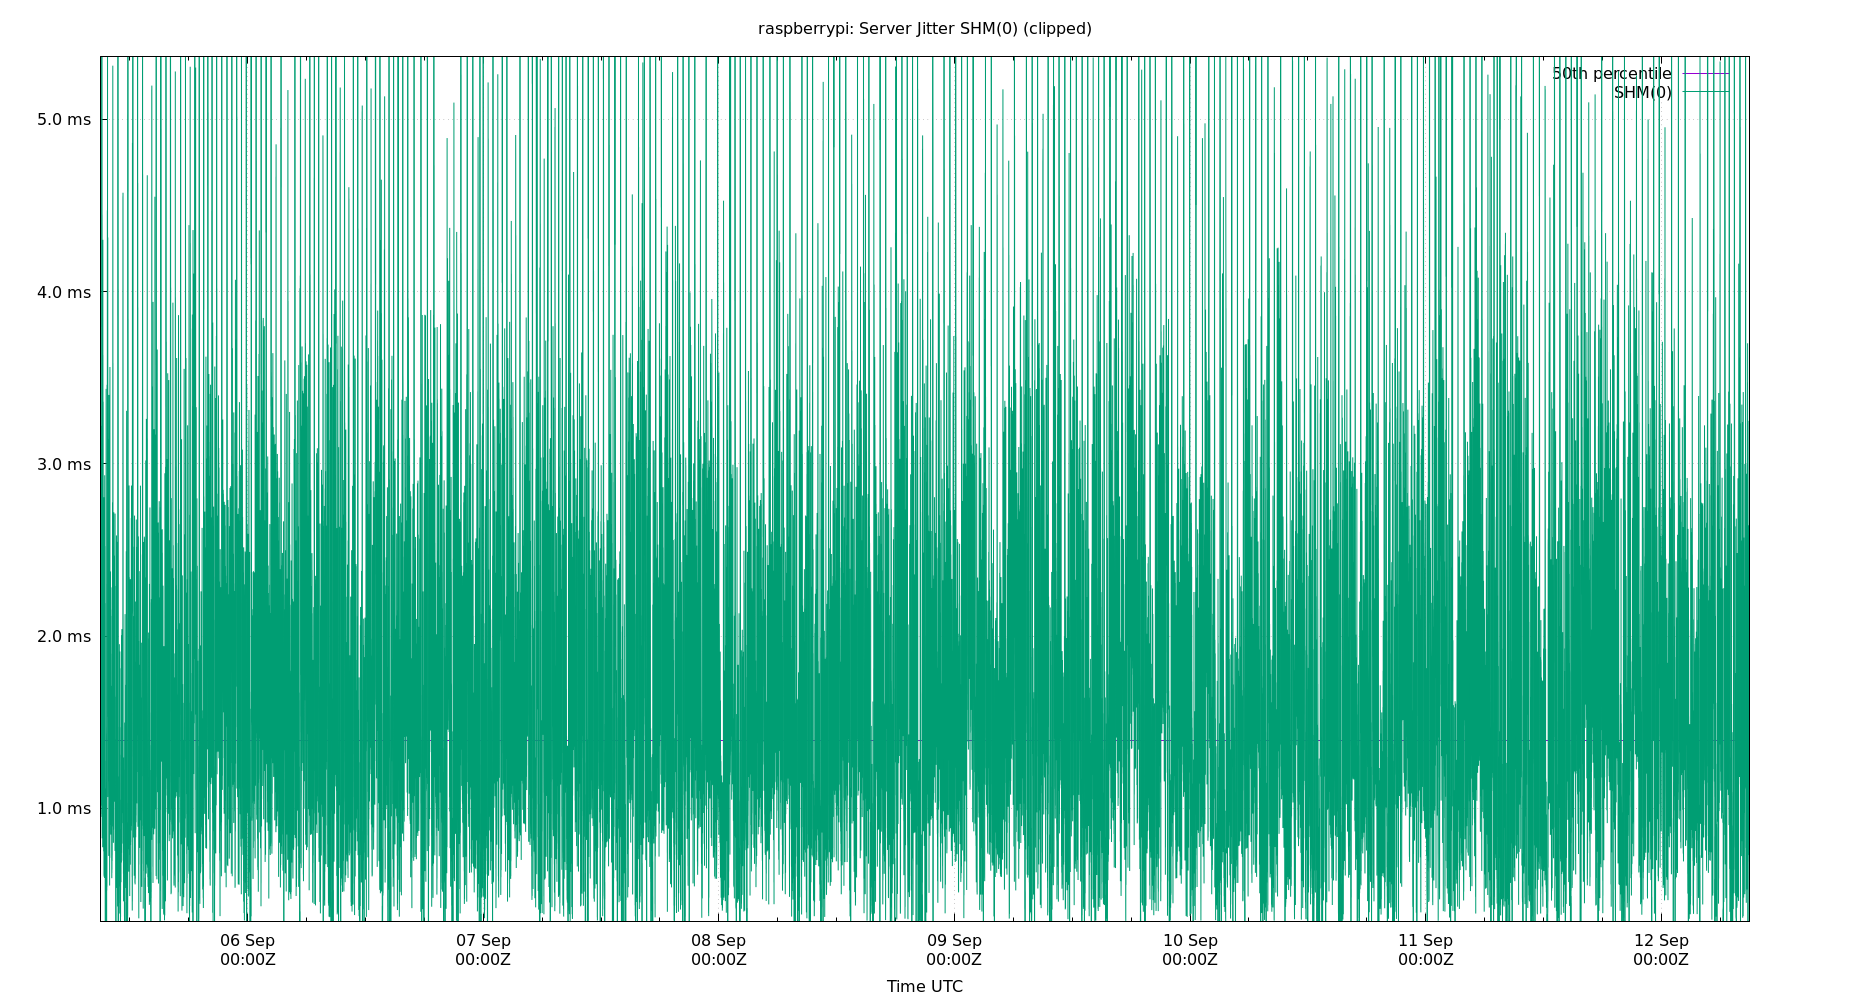 raspberrypi: Server Jitter SHM(0) (clipped)
50th percentile
SHM(0)
5.0 ms
4.0 ms
3.0 ms
2.0 ms
1.0 ms
06 Sep
00:00Z
07 Sep
00:00Z
08 Sep
00:00Z
09 Sep
00:00Z
10 Sep
00:00Z
11 Sep
00:00Z
12 Sep
00:00Z
Time UTC